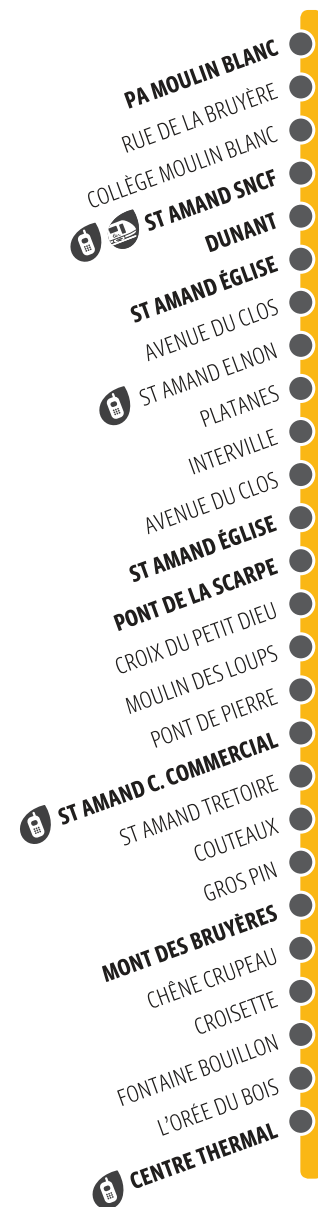 PA MOULIN BLANC
RUE DE LA BRUYÈRE
COLLÈGE MOULIN BLANC
ST AMAND SNCF
DUNANT
ST AMAND ÉGLISE
AVENUE DU CLOS
ST AMAND ELNON
PLATANES
INTERVILLE
AVENUE DU CLOS
ST AMAND ÉGLISE
PONT DE LA SCARPE
CROIX DU PETIT DIEU
MOULIN DES LOUPS
PONT DE PIERRE
ST AMAND C. COMMERCIAL
ST AMAND TRETOIRE
COUTEAUX
GROS PIN
MONT DES BRUYÈRES
CHÊNE CRUPEAU
CROISETTE
FONTAINE BOUILLON
L'ORÉE DU BOIS
CENTRE THERMAL